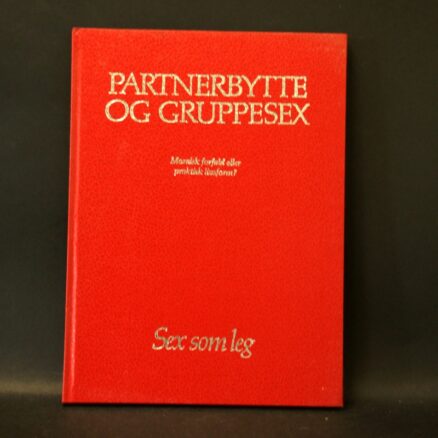 PARTNERBYTTE
OG GRUPPESEX
Moralsk forfald eller
praktisk livsform?
Sex som leg